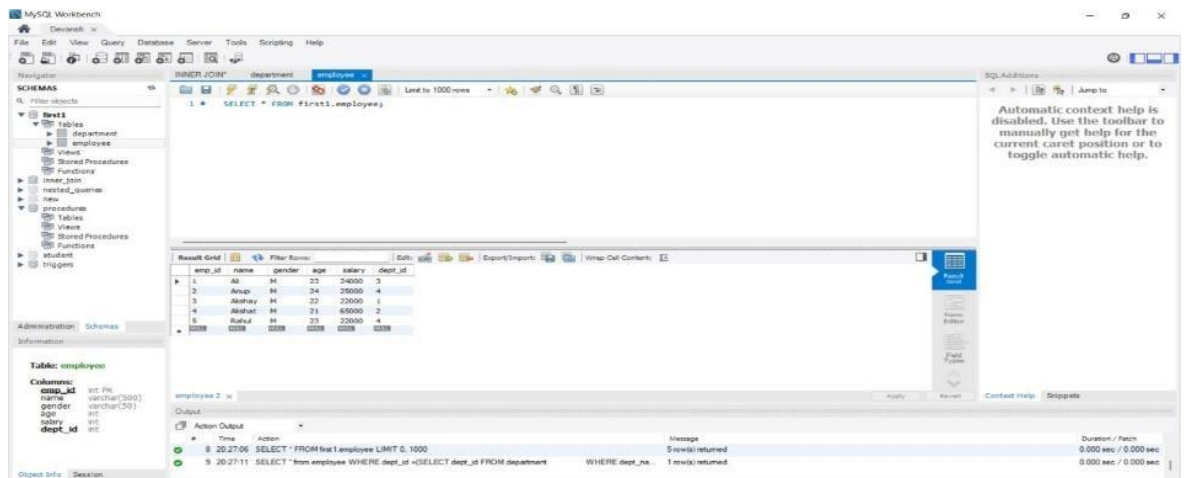 MySQL Workbench
Devansh ×
File Edit View Query Database Server Tools Scripting Help
Navigator
SCHEMAS
Filter objects
first1
Tables
department
employee
Views
Stored Procedures
Functions
inner_join
nested_queries
new
procedures
Tables
Views
Stored Procedures
Functions
student
triggers
Administration Schemas
Information
Table: employee
Columns:
emp_id int PK
name varchar(500)
gender varchar(50)
age int
salary int
dept_id int
Object Info Session
INNER JOIN* department employee ×
Limit to 1000 rows
1 SELECT * FROM first1.employee;
Result Grid Filter Rows: Edit: Export/Import: Wrap Cell Content:
emp_id name gender age salary dept_id
1 Ali M 23 24000 3
2 Anup M 24 25000 4
3 Akshay M 22 22000 1
4 Akshat M 21 65000 2
5 Rahul M 23 22000 4
NULL NULL NULL NULL NULL NULL
Result Grid
Form Editor
Field Types
employee 2 × Apply Revert
Output
Action Output
# Time Action Message Duration / Fetch
8 20:27:06 SELECT * FROM first1.employee LIMIT 0, 1000 5 row(s) returned 0.000 sec / 0.000 sec
9 20:27:11 SELECT * from employee WHERE dept_id =(SELECT dept_id FROM department WHERE dept_na... 1 row(s) returned 0.000 sec / 0.000 sec
SQLAdditions
Jump to
Automatic context help is
disabled. Use the toolbar to
manually get help for the
current caret position or to
toggle automatic help.
Context Help Snippets